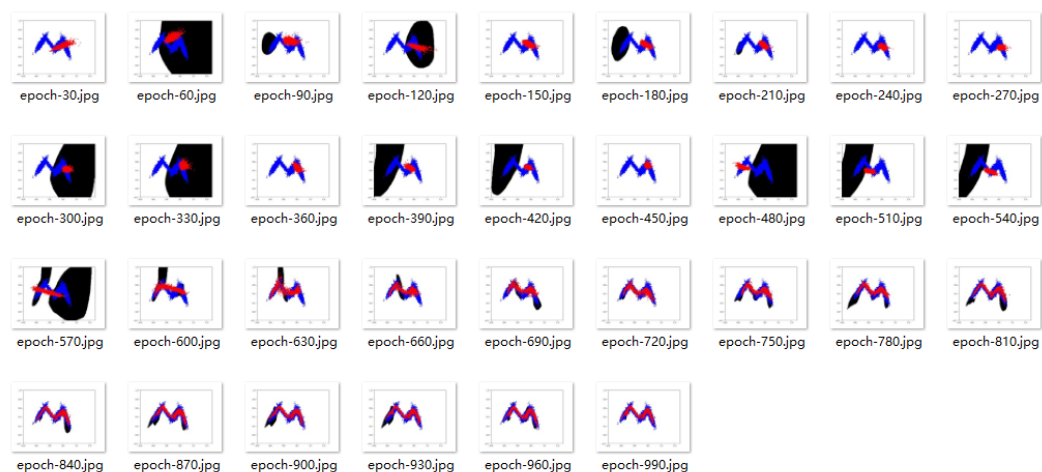 epoch-30.jpg epoch-60.jpg epoch-90.jpg epoch-120.jpg epoch-150.jpg epoch-180.jpg epoch-210.jpg epoch-240.jpg epoch-270.jpg
epoch-300.jpg epoch-330.jpg epoch-360.jpg epoch-390.jpg epoch-420.jpg epoch-450.jpg epoch-480.jpg epoch-510.jpg epoch-540.jpg
epoch-570.jpg epoch-600.jpg epoch-630.jpg epoch-660.jpg epoch-690.jpg epoch-720.jpg epoch-750.jpg epoch-780.jpg epoch-810.jpg
epoch-840.jpg epoch-870.jpg epoch-900.jpg epoch-930.jpg epoch-960.jpg epoch-990.jpg